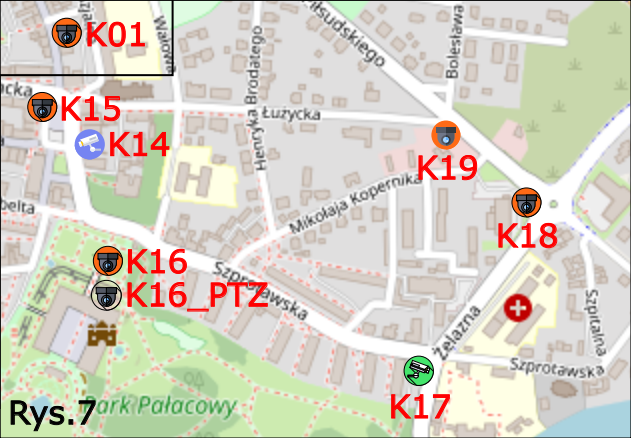 K01
Wałowa
Piłsudskiego
Bolesława
K15
K14
Łużycka
Henryka Brodatego
K19
Mikołaja Kopernika
K18
K16
K16_PTZ
Szprotawska
Żelazna
Szpitalna
Szprotawska
K17
Park Pałacowy
Rys.7